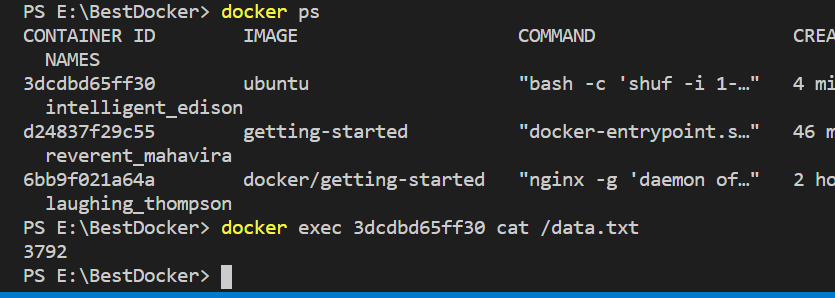 PS E:\BestDocker> docker ps
CONTAINER ID IMAGE COMMAND CREA
NAMES
3dcdbd65ff30 ubuntu "bash -c 'shuf -i 1-…" 4 mi
intelligent_edison
d24837f29c55 getting-started "docker-entrypoint.s…" 46 m
reverent_mahavira
6bb9f021a64a docker/getting-started "nginx -g 'daemon of…" 2 ho
laughing_thompson
PS E:\BestDocker> docker exec 3dcdbd65ff30 cat /data.txt
3792
PS E:\BestDocker>